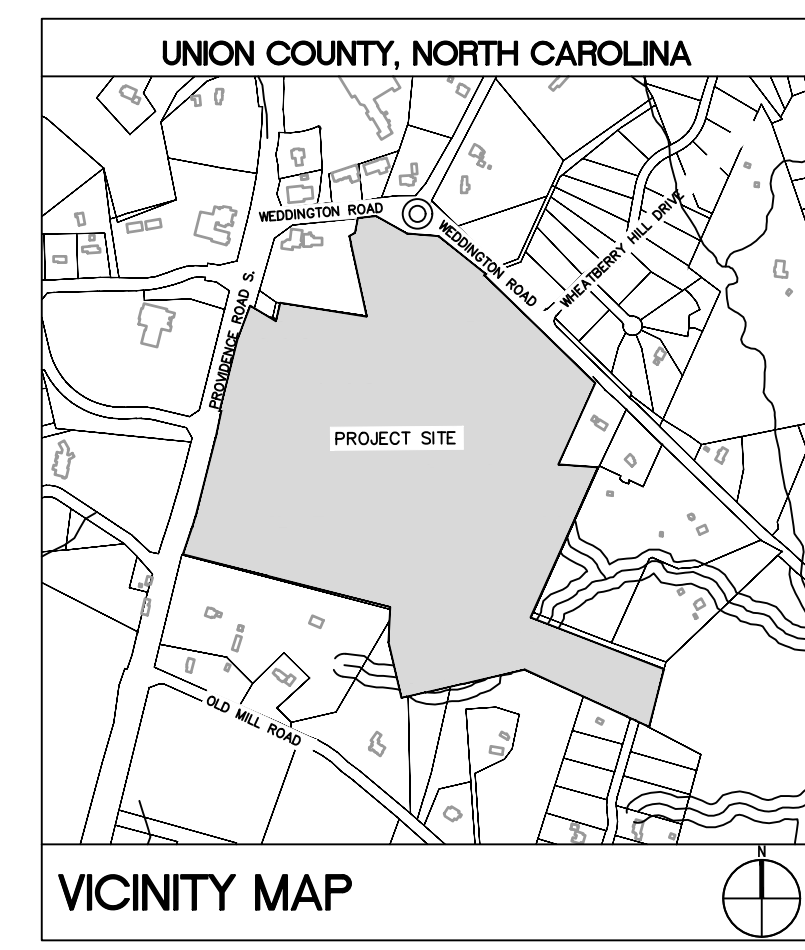 UNION COUNTY, NORTH CAROLINA
WEDDINGTON ROAD
WEDDINGTON ROAD
WHEATBERRY HILL DRIVE
PROVIDENCE ROAD S.
PROJECT SITE
OLD MILL ROAD
VICINITY MAP
N